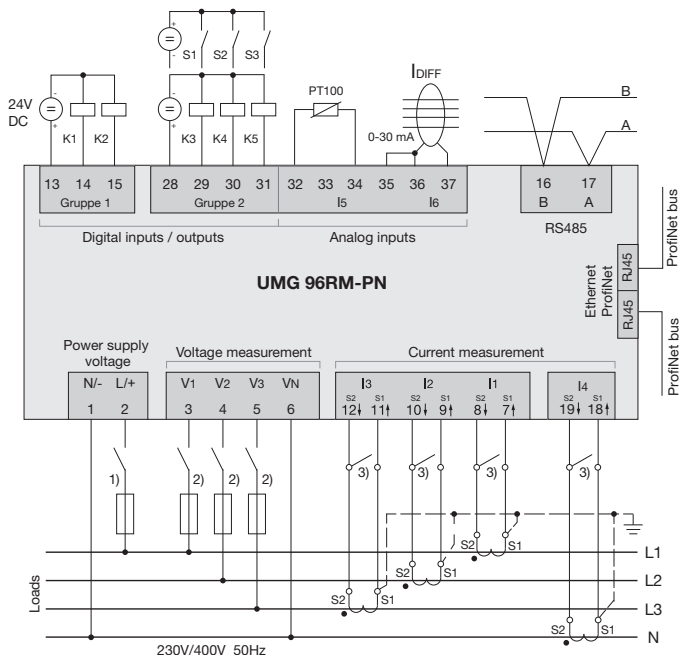 S1 S2 S3
24V
DC
- +
K1 K2
- +
K3 K4 K5
PT100
IDIFF
0-30 mA
B
A
13 14 15
Gruppe 1
28 29 30 31
Gruppe 2
32 33 34 35 36 37
I5 I6
16 17
B A
Digital inputs / outputs
Analog inputs
RS485
UMG 96RM-PN
Ethernet
ProfiNet
RJ45
RJ45
ProfiNet bus
ProfiNet bus
Power supply
voltage
Voltage measurement
Current measurement
N/- L/+
1 2
V1 V2 V3 VN
3 4 5 6
I3 I2 I1 I4
S2 S1 S2 S1 S2 S1 S2 S1
12 11 10 9 8 7 19 18
1) 2) 2) 2) 3) 3) 3) 3)
S2 S1
L1
S2 S1
L2
S2 S1
L3
S2 S1
N
Loads
230V/400V 50Hz